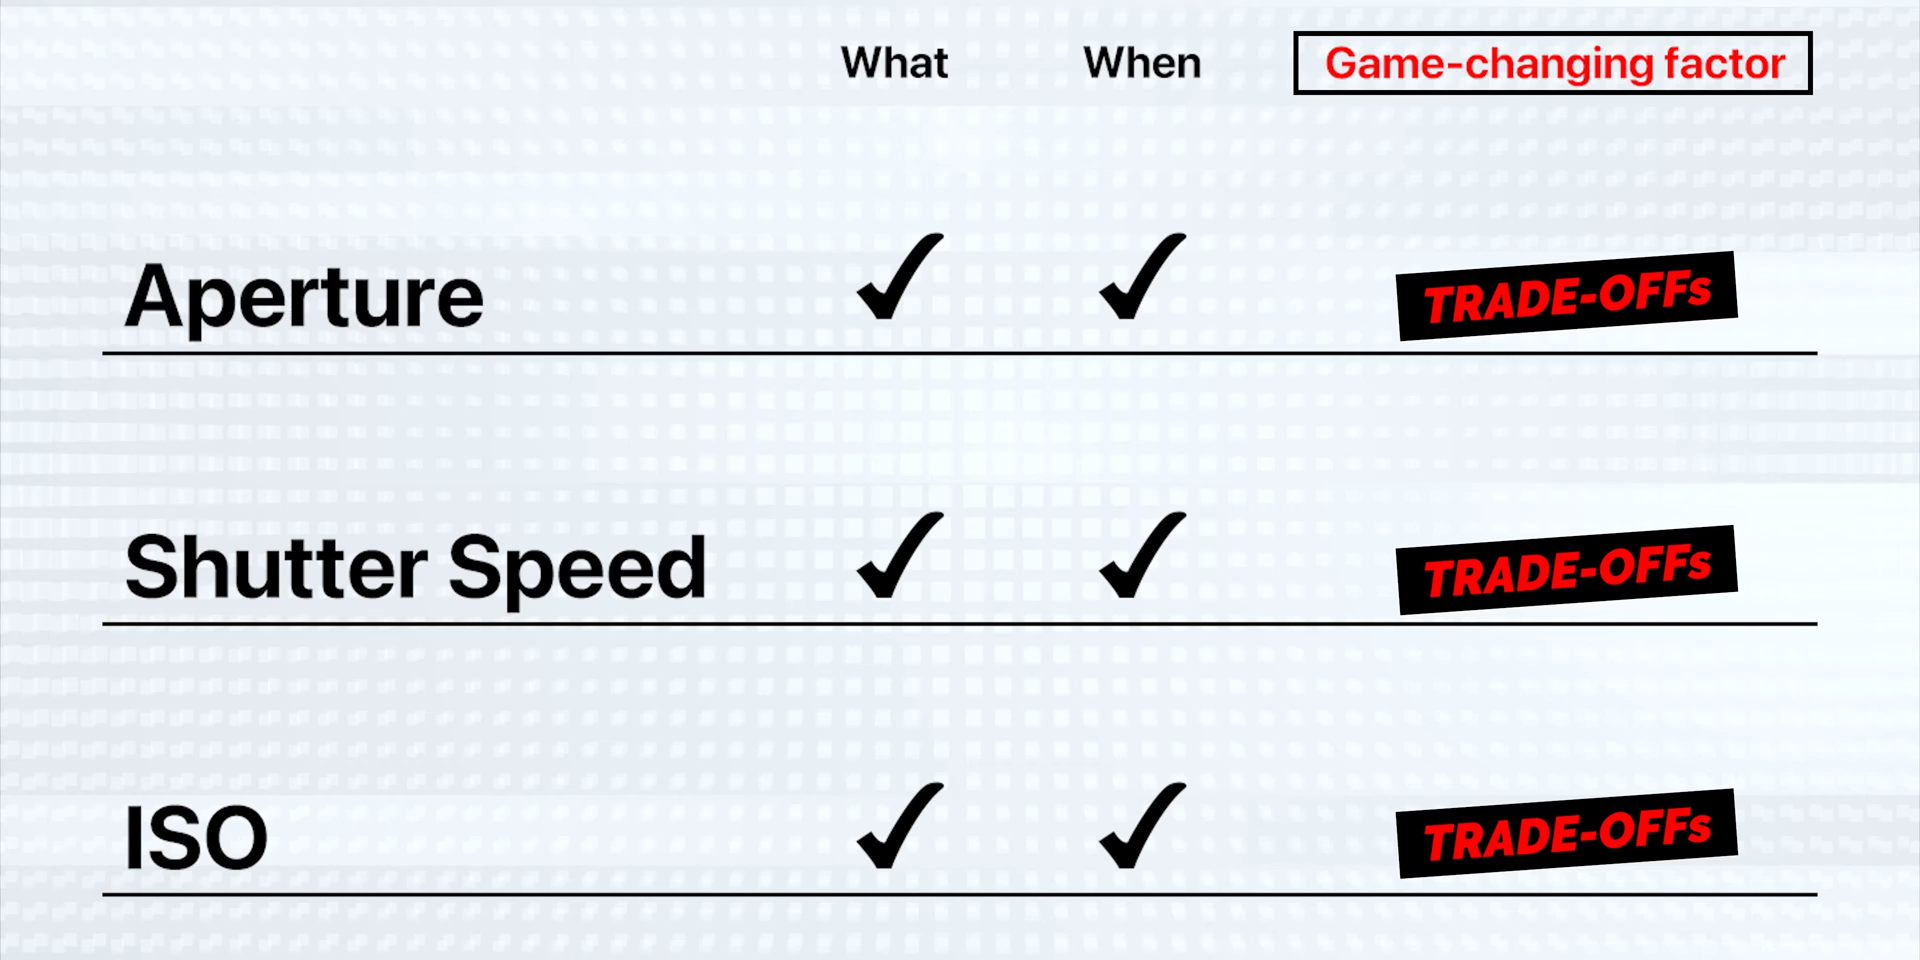 What When Game-changing factor
Aperture ✓ ✓ TRADE-OFFs
Shutter Speed ✓ ✓ TRADE-OFFs
ISO ✓ ✓ TRADE-OFFs